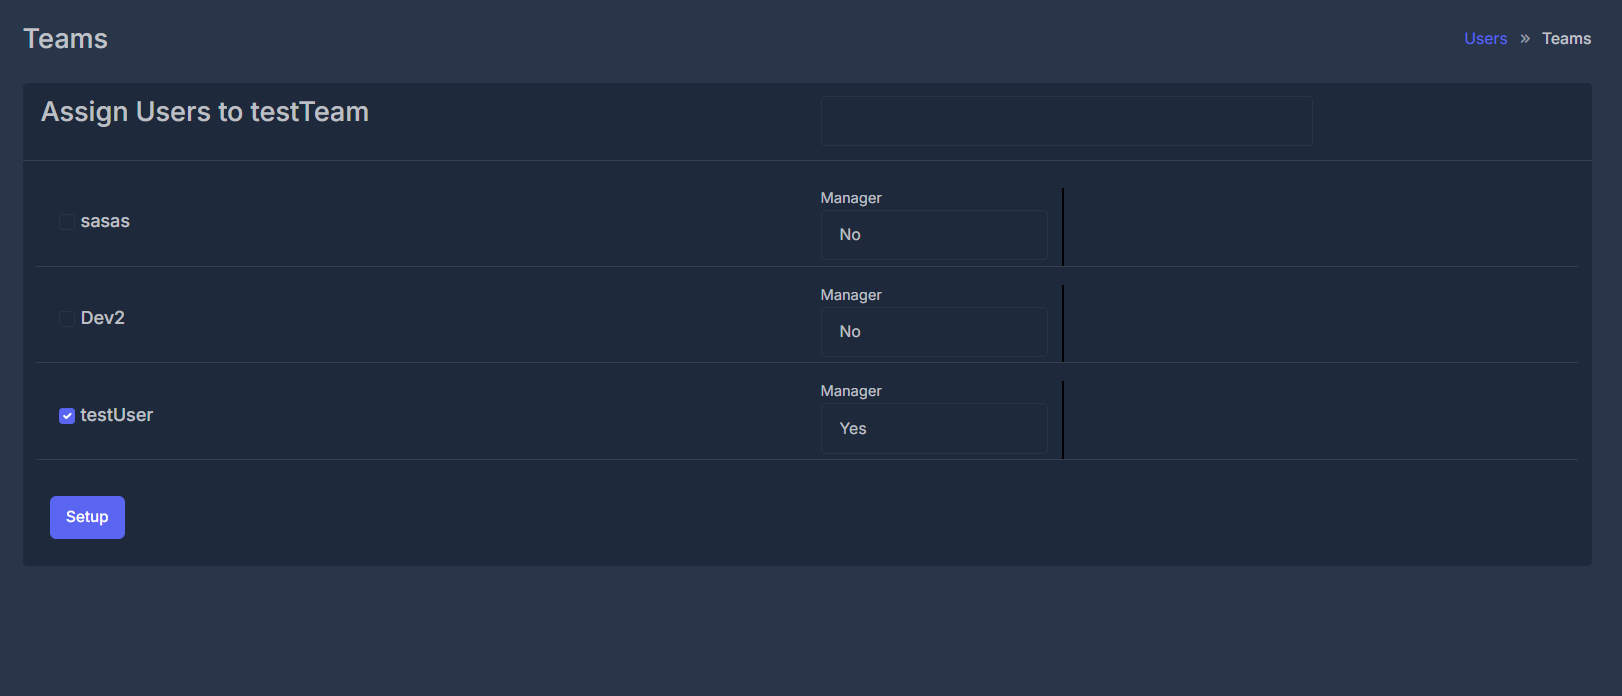 Teams
Users » Teams
Assign Users to testTeam
Manager
sasas
No
Manager
Dev2
No
Manager
testUser
Yes
Setup